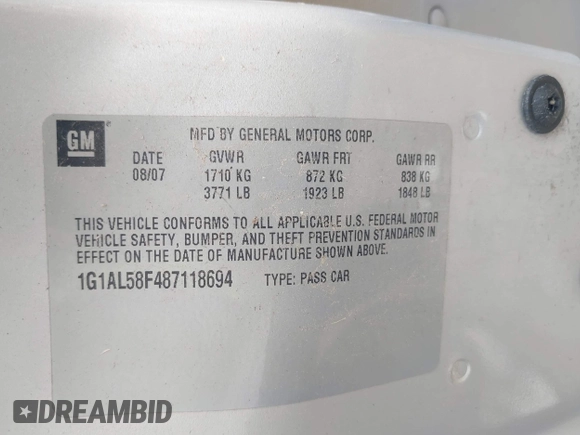 GM
MFD BY GENERAL MOTORS CORP.
DATE GVWR GAWR FRT GAWR RR
08/07 1710 KG 872 KG 838 KG
3771 LB 1923 LB 1848 LB
THIS VEHICLE CONFORMS TO ALL APPLICABLE U.S. FEDERAL MOTOR
VEHICLE SAFETY, BUMPER, AND THEFT PREVENTION STANDARDS IN
EFFECT ON THE DATE OF MANUFACTURE SHOWN ABOVE.
1G1AL58F487118694 TYPE: PASS CAR
DREAMBID